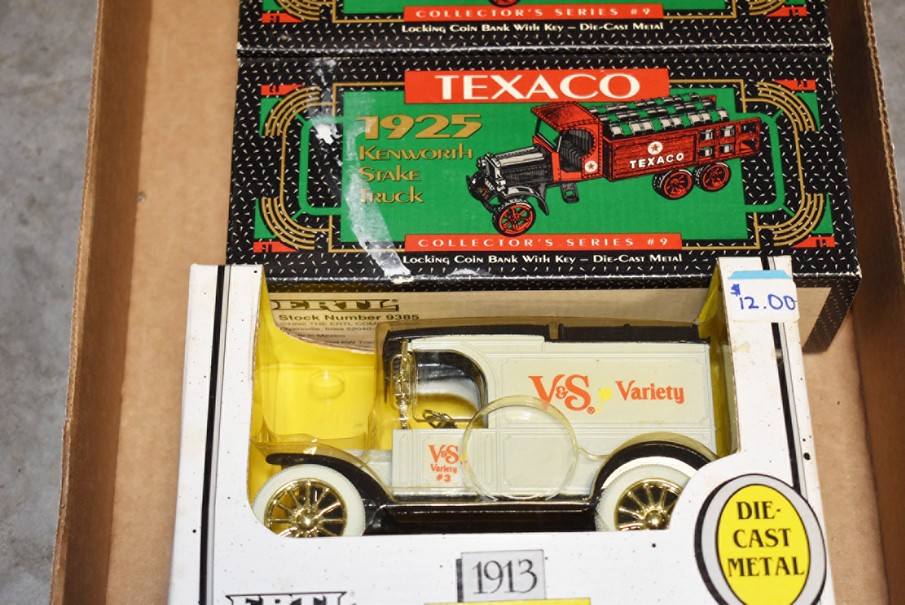 COLLECTOR'S SERIES #9
Locking Coin Bank With Key – Die-Cast Metal
TEXACO
1925
Kenworth
Stake
Truck
TEXACO
COLLECTOR'S SERIES #9
Locking Coin Bank With Key – Die-Cast Metal
ERTL
Stock Number 9385
$12.00
V&S® Variety
V&S
Variety
#3
DIE-
CAST
METAL
1913
ERTL